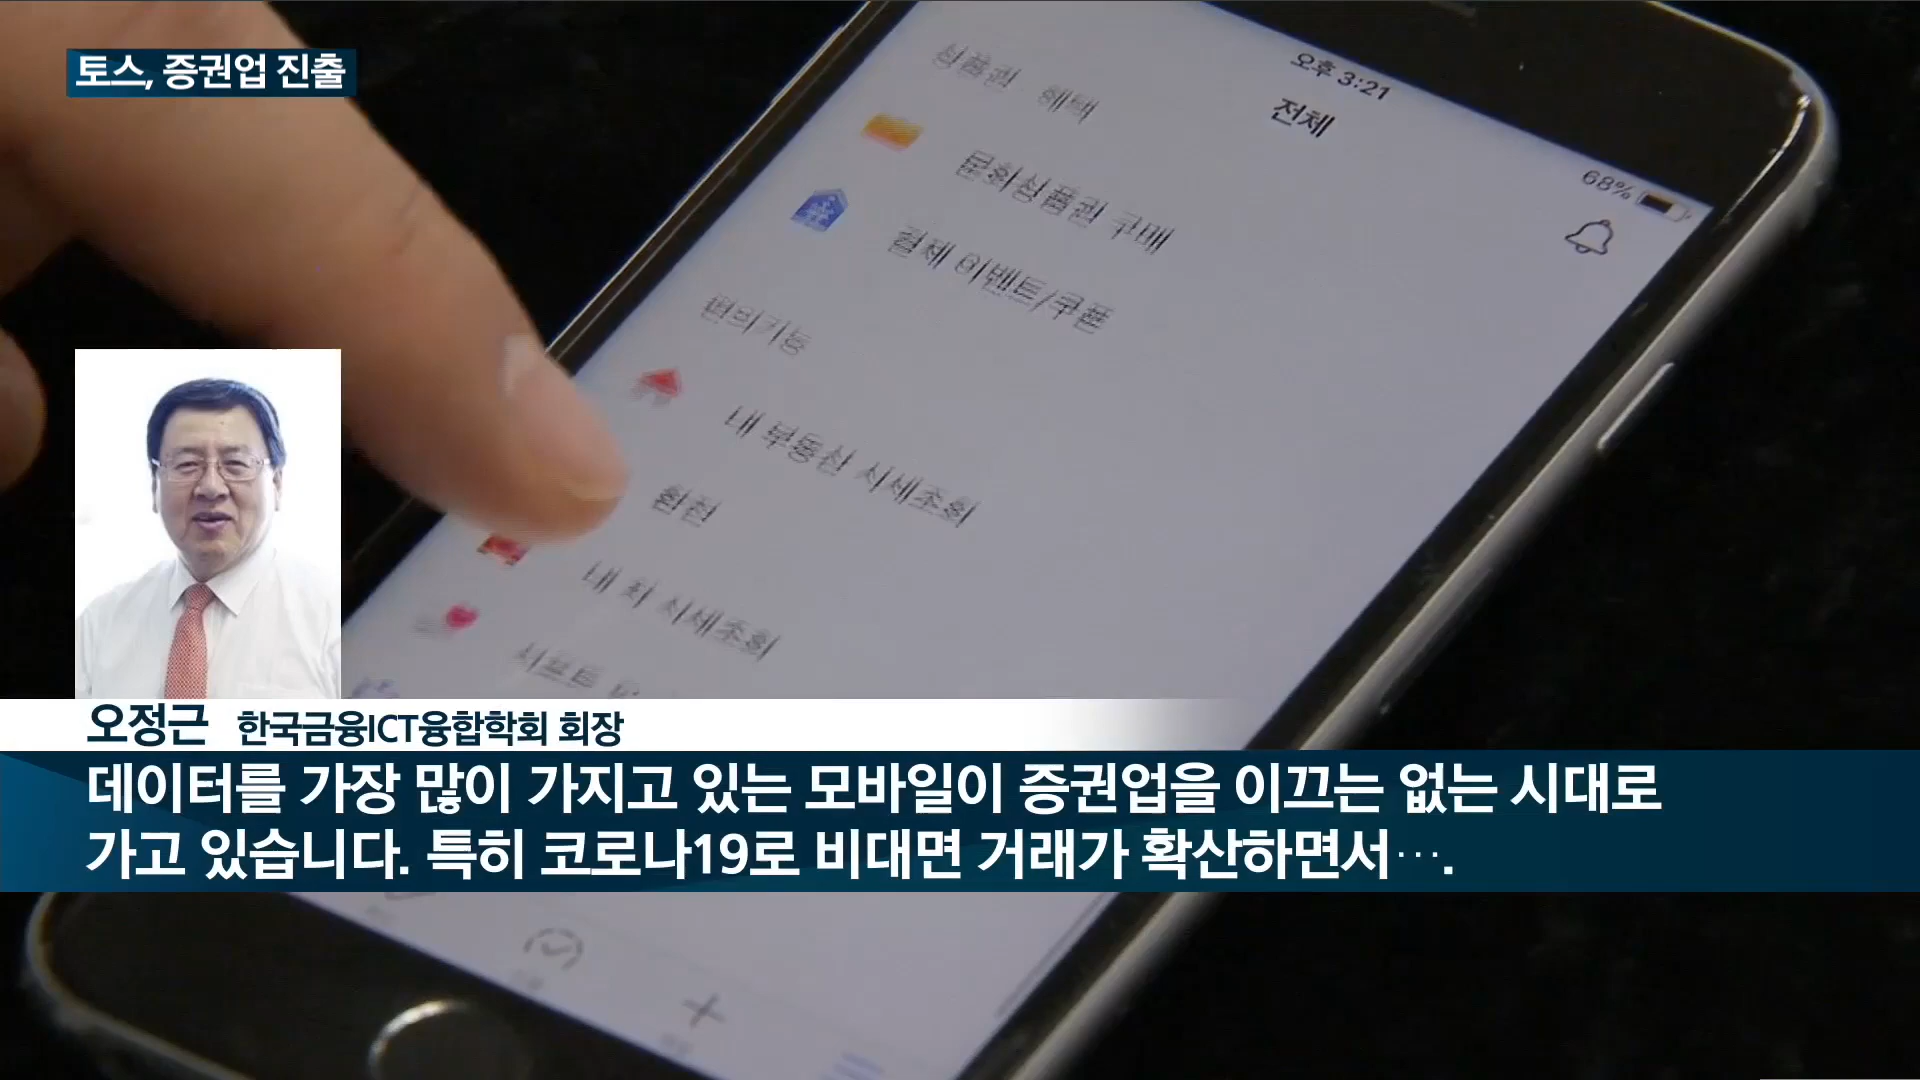 토스, 증권업 진출
오후 3:21
전체
68%
상품권 혜택
문화상품권 구매
결제 이벤트/쿠폰
편의기능
내 부동산 시세조회
환전
내 차 시세조회
오정근 한국금융ICT융합학회 회장
데이터를 가장 많이 가지고 있는 모바일이 증권업을 이끄는 없는 시대로
가고 있습니다. 특히 코로나19로 비대면 거래가 확산하면서….